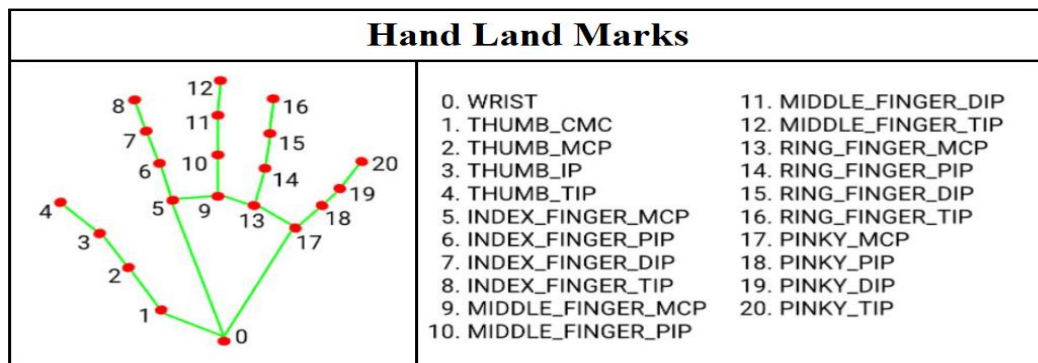 Hand Land Marks
12
16
8
11
7
15
20
10
6
14
19
4
5
9
13
18
3
17
2
1
0
0. WRIST
1. THUMB_CMC
2. THUMB_MCP
3. THUMB_IP
4. THUMB_TIP
5. INDEX_FINGER_MCP
6. INDEX_FINGER_PIP
7. INDEX_FINGER_DIP
8. INDEX_FINGER_TIP
9. MIDDLE_FINGER_MCP
10. MIDDLE_FINGER_PIP
11. MIDDLE_FINGER_DIP
12. MIDDLE_FINGER_TIP
13. RING_FINGER_MCP
14. RING_FINGER_PIP
15. RING_FINGER_DIP
16. RING_FINGER_TIP
17. PINKY_MCP
18. PINKY_PIP
19. PINKY_DIP
20. PINKY_TIP